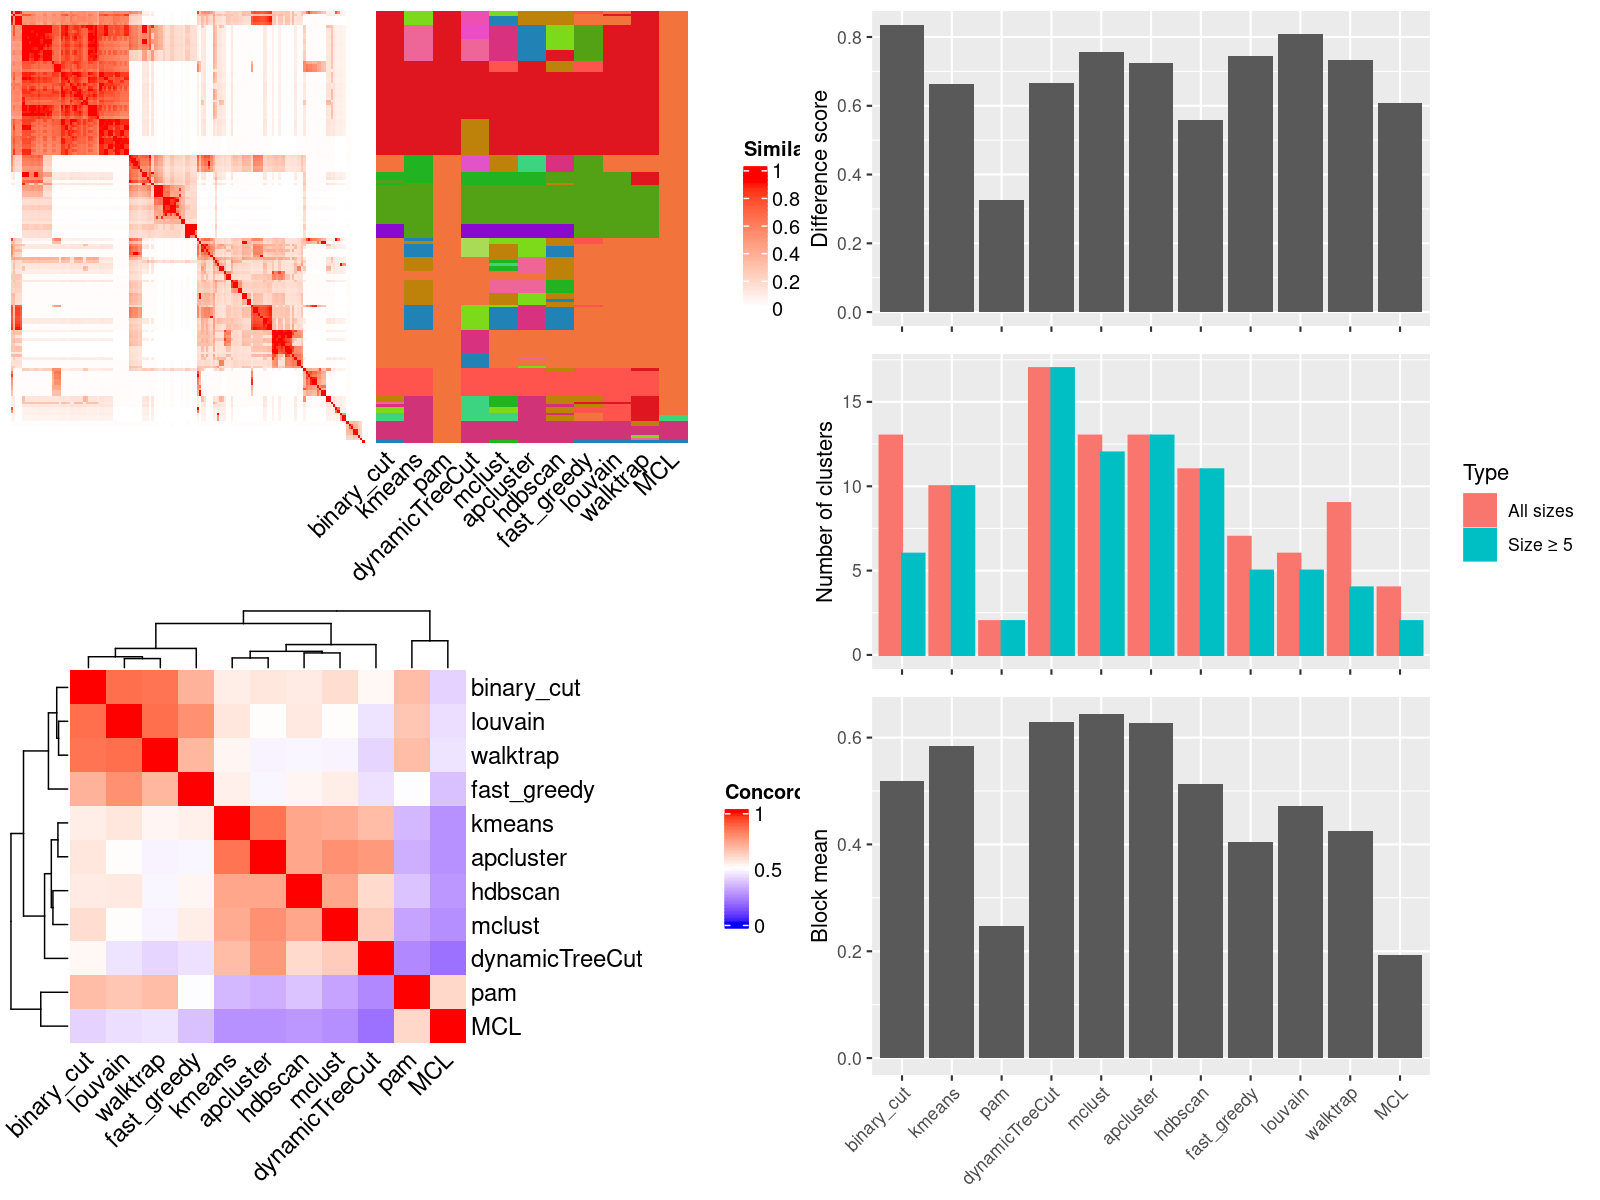 Simila
1
0.8
0.6
0.4
0.2
0
binary_cut
kmeans
pam
dynamicTreeCut
mclust
apcluster
hdbscan
fast_greedy
louvain
walktrap
MCL
binary_cut
louvain
walktrap
fast_greedy
kmeans
apcluster
hdbscan
mclust
dynamicTreeCut
pam
MCL
binary_cut
louvain
walktrap
fast_greedy
kmeans
apcluster
hdbscan
mclust
dynamicTreeCut
pam
MCL
Concord
1
0.5
0
Difference score
0.8
0.6
0.4
0.2
0.0
Number of clusters
15
10
5
0
Type
All sizes
Size ≥ 5
Block mean
0.6
0.4
0.2
0.0
binary_cut
kmeans
pam
dynamicTreeCut
mclust
apcluster
hdbscan
fast_greedy
louvain
walktrap
MCL